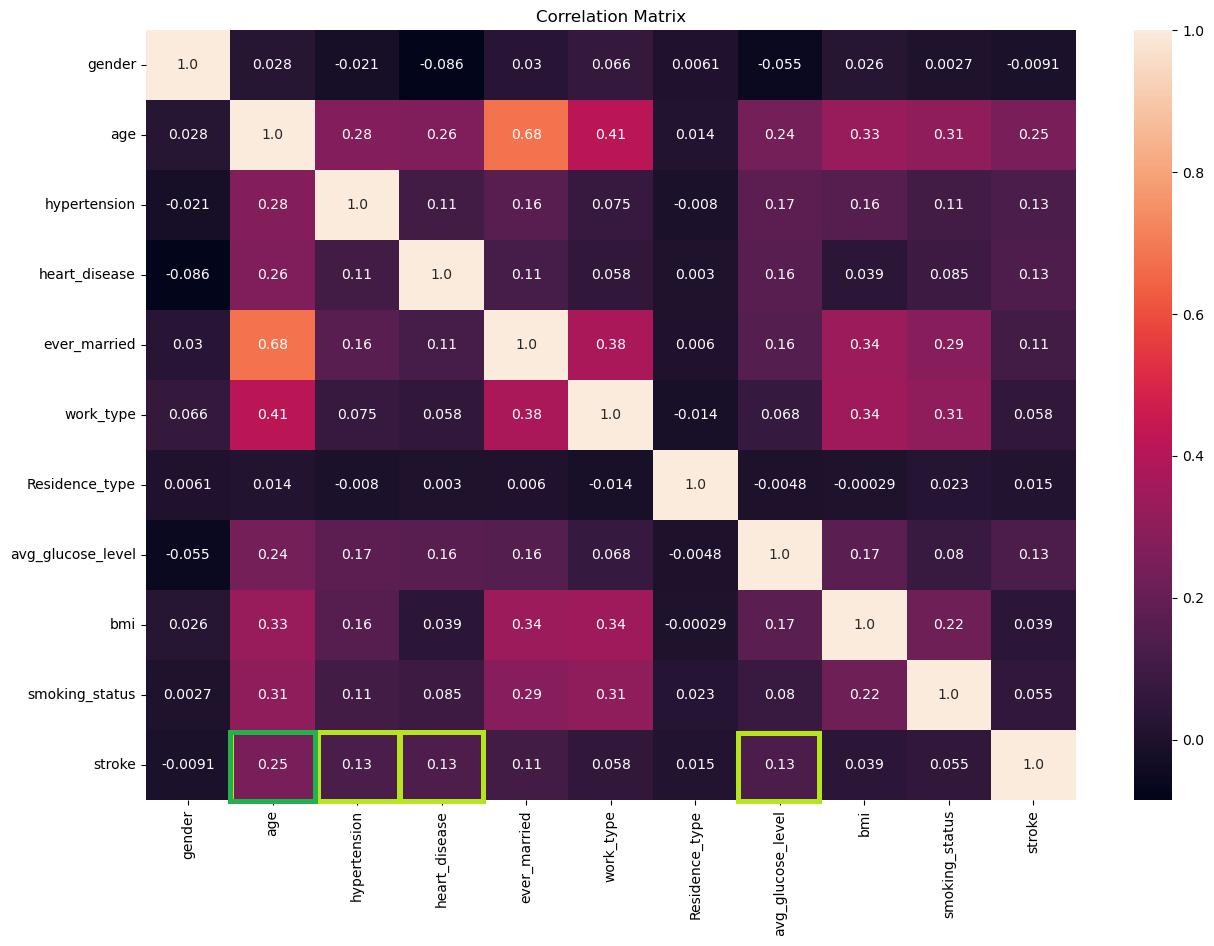 Correlation Matrix
gender 1.0 0.028 -0.021 -0.086 0.03 0.066 0.0061 -0.055 0.026 0.0027 -0.0091
age 0.028 1.0 0.28 0.26 0.68 0.41 0.014 0.24 0.33 0.31 0.25
hypertension -0.021 0.28 1.0 0.11 0.16 0.075 -0.008 0.17 0.16 0.11 0.13
heart_disease -0.086 0.26 0.11 1.0 0.11 0.058 0.003 0.16 0.039 0.085 0.13
ever_married 0.03 0.68 0.16 0.11 1.0 0.38 0.006 0.16 0.34 0.29 0.11
work_type 0.066 0.41 0.075 0.058 0.38 1.0 -0.014 0.068 0.34 0.31 0.058
Residence_type 0.0061 0.014 -0.008 0.003 0.006 -0.014 1.0 -0.0048 -0.00029 0.023 0.015
avg_glucose_level -0.055 0.24 0.17 0.16 0.16 0.068 -0.0048 1.0 0.17 0.08 0.13
bmi 0.026 0.33 0.16 0.039 0.34 0.34 -0.00029 0.17 1.0 0.22 0.039
smoking_status 0.0027 0.31 0.11 0.085 0.29 0.31 0.023 0.08 0.22 1.0 0.055
stroke -0.0091 0.25 0.13 0.13 0.11 0.058 0.015 0.13 0.039 0.055 1.0
gender age hypertension heart_disease ever_married work_type Residence_type avg_glucose_level bmi smoking_status stroke
1.0
0.8
0.6
0.4
0.2
0.0